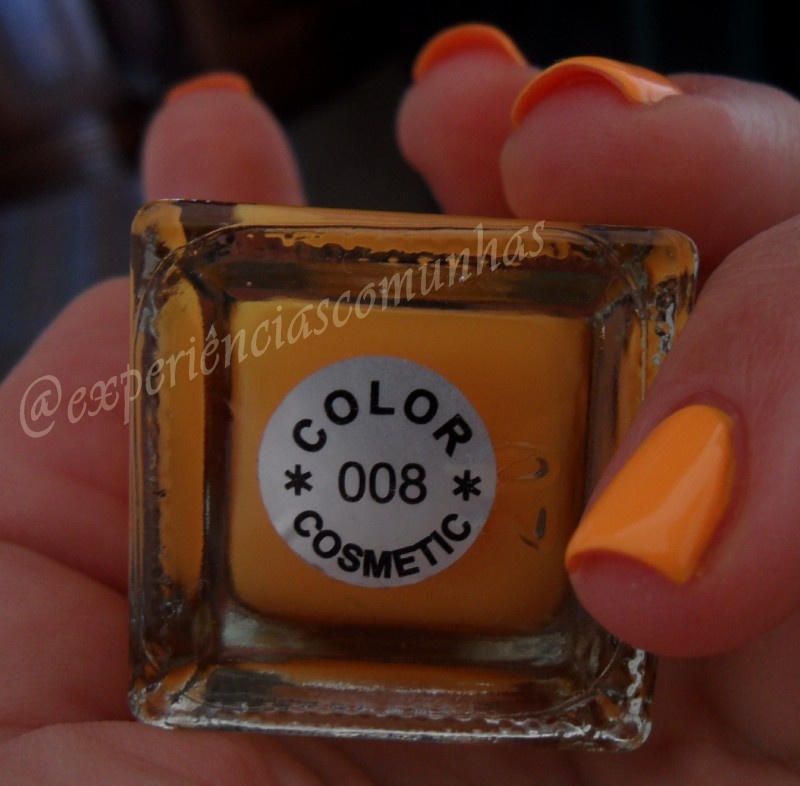 @experiênciascomunhas
COLOR
* 008 *
COSMETIC